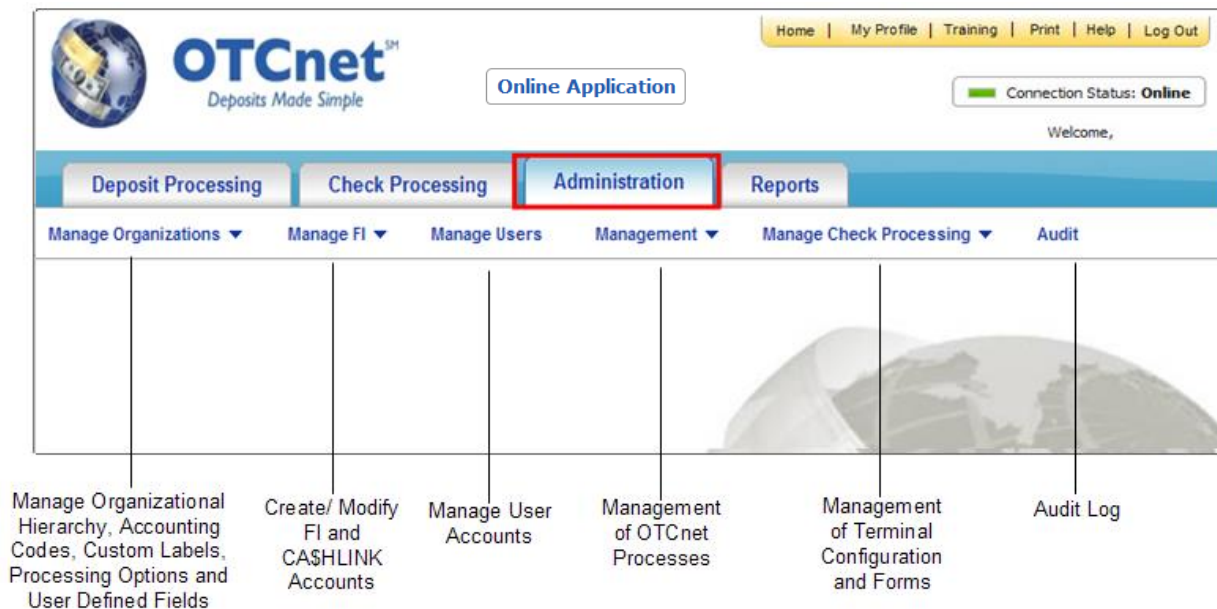 Home | My Profile | Training | Print | Help | Log Out
OTCnet SM
Deposits Made Simple
Online Application
Connection Status: Online
Welcome,
Deposit Processing
Check Processing
Administration
Reports
Manage Organizations
Manage FI
Manage Users
Management
Manage Check Processing
Audit
Manage Organizational
Hierarchy, Accounting
Codes, Custom Labels,
Processing Options and
User Defined Fields
Create/ Modify
FI and
CA$HLINK
Accounts
Manage User
Accounts
Management
of OTCnet
Processes
Management
of Terminal
Configuration
and Forms
Audit Log